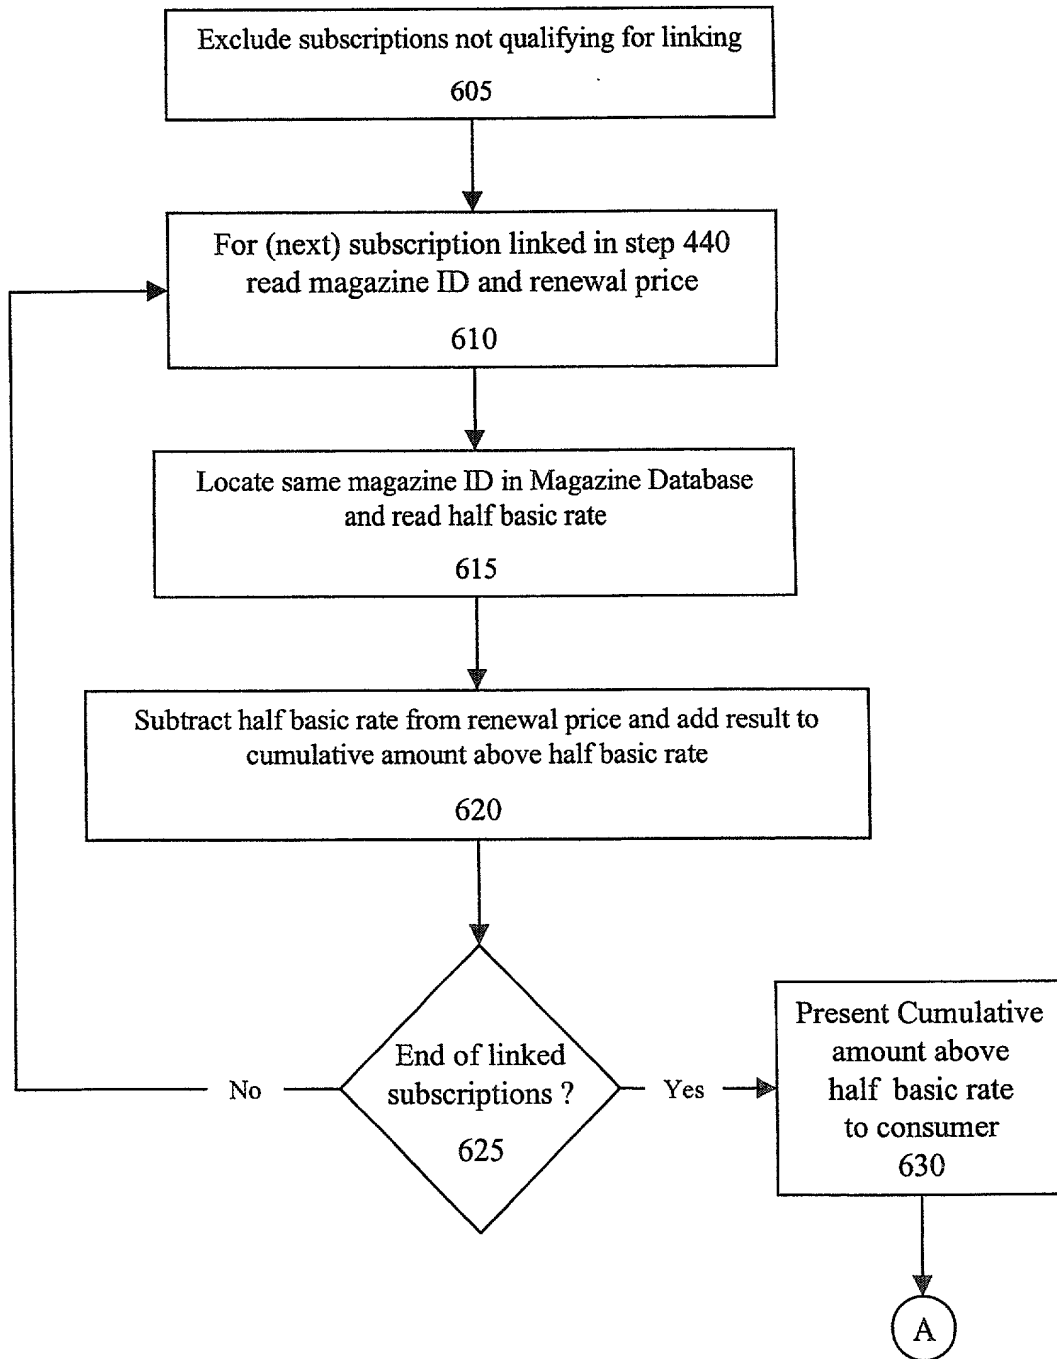 Exclude subscriptions not qualifying for linking
605
For (next) subscription linked in step 440
read magazine ID and renewal price
610
Locate same magazine ID in Magazine Database
and read half basic rate
615
Subtract half basic rate from renewal price and add result to
cumulative amount above half basic rate
620
End of linked
subscriptions ?
625
No
Yes
Present Cumulative
amount above
half basic rate
to consumer
630
A